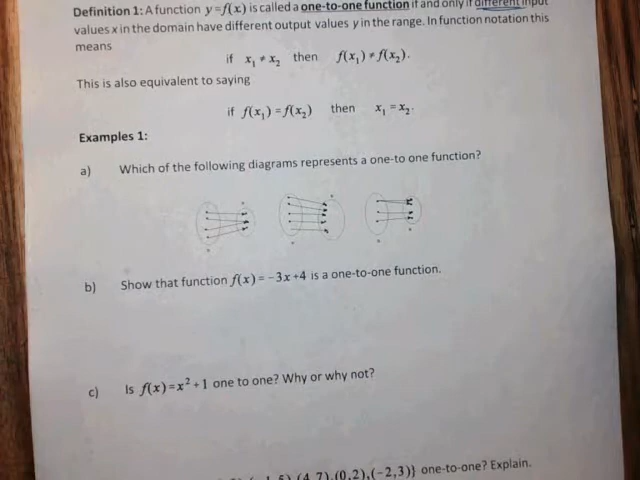 Definition 1: A function y=f(x) is called a one-to-one function if and only if different input
values x in the domain have different output values y in the range. In function notation this
means
if x₁ ≠ x₂ then f(x₁) ≠ f(x₂).
This is also equivalent to saying
if f(x₁) = f(x₂) then x₁ = x₂.
Examples 1:
a) Which of the following diagrams represents a one-to one function?
b) Show that function f(x) = -3x+4 is a one-to-one function.
c) Is f(x)=x²+1 one to one? Why or why not?
(4,7),(0,2),(-2,3)} one-to-one? Explain.